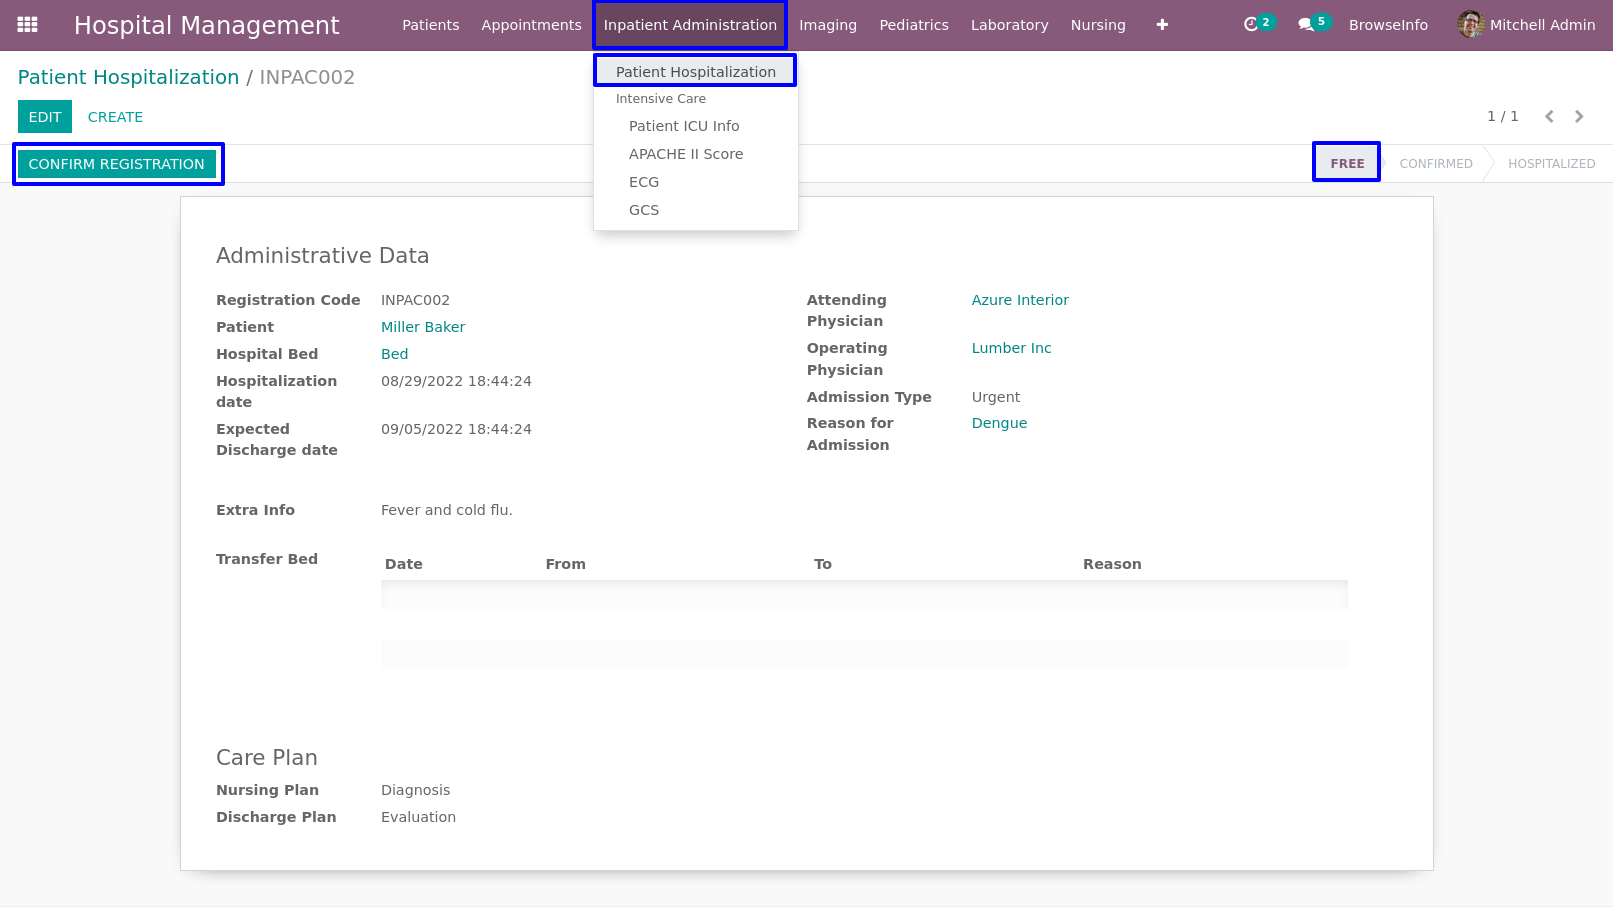 Hospital Management
Patients Appointments Inpatient Administration Imaging Pediatrics Laboratory Nursing
2 5 BrowseInfo Mitchell Admin
Patient Hospitalization / INPAC002
Patient Hospitalization
Intensive Care
Patient ICU Info
APACHE II Score
ECG
GCS
EDIT CREATE
1 / 1
CONFIRM REGISTRATION
FREE CONFIRMED HOSPITALIZED
Administrative Data
Registration Code INPAC002
Patient Miller Baker
Hospital Bed Bed
Hospitalization date 08/29/2022 18:44:24
Expected Discharge date 09/05/2022 18:44:24
Attending Physician Azure Interior
Operating Physician Lumber Inc
Admission Type Urgent
Reason for Admission Dengue
Extra Info Fever and cold flu.
Transfer Bed
Date From To Reason
Care Plan
Nursing Plan Diagnosis
Discharge Plan Evaluation